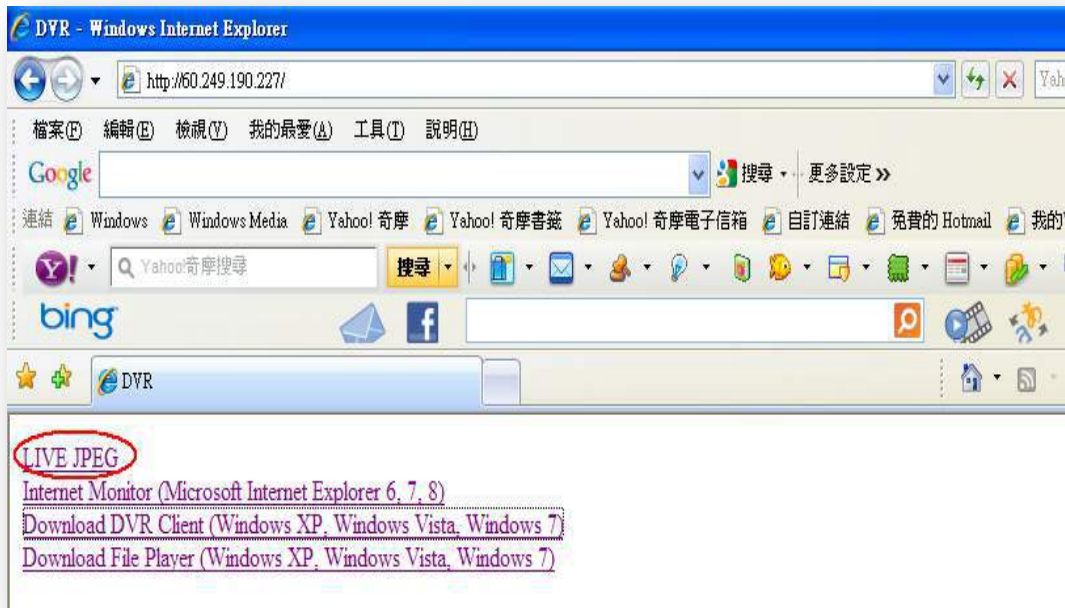 DVR - Windows Internet Explorer
http://60.249.190.227/
檔案(F) 編輯(E) 檢視(V) 我的最愛(A) 工具(T) 說明(H)
Google 搜尋 更多設定 »
連結 Windows Windows Media Yahoo! 奇摩 Yahoo! 奇摩書籤 Yahoo! 奇摩電子信箱 自訂連結 免費的 Hotmail 我的
Y! Yahoo!奇摩搜尋 搜尋
bing f
DVR
LIVE JPEG
Internet Monitor (Microsoft Internet Explorer 6, 7, 8)
Download DVR Client (Windows XP, Windows Vista, Windows 7)
Download File Player (Windows XP, Windows Vista, Windows 7)